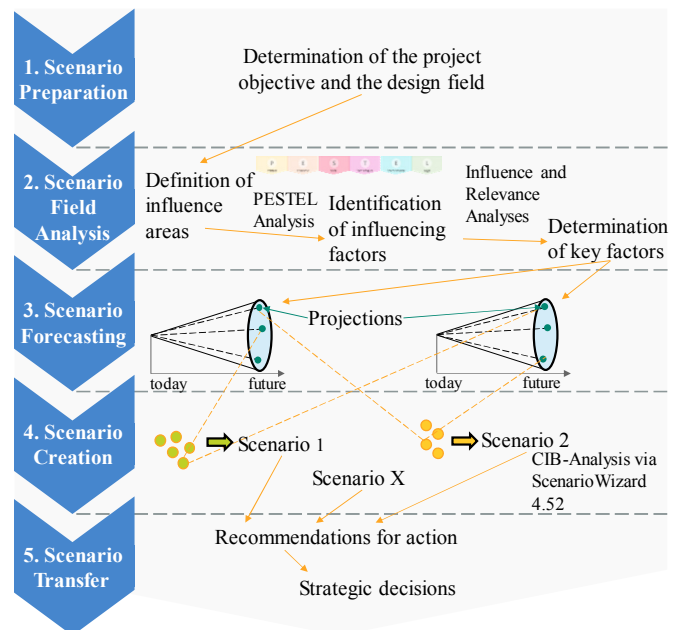 1. Scenario
Preparation
Determination of the project
objective and the design field
2. Scenario
Field
Analysis
Definition of
influence
areas
P E S T E L
PESTEL
Analysis
Identification
of influencing
factors
Influence and
Relevance
Analyses
Determination
of key factors
3. Scenario
Forecasting
Projections
today
future
today
future
4. Scenario
Creation
Scenario 1
Scenario 2
CIB-Analysis via
ScenarioWizard
4.52
Scenario X
5. Scenario
Transfer
Recommendations for action
Strategic decisions